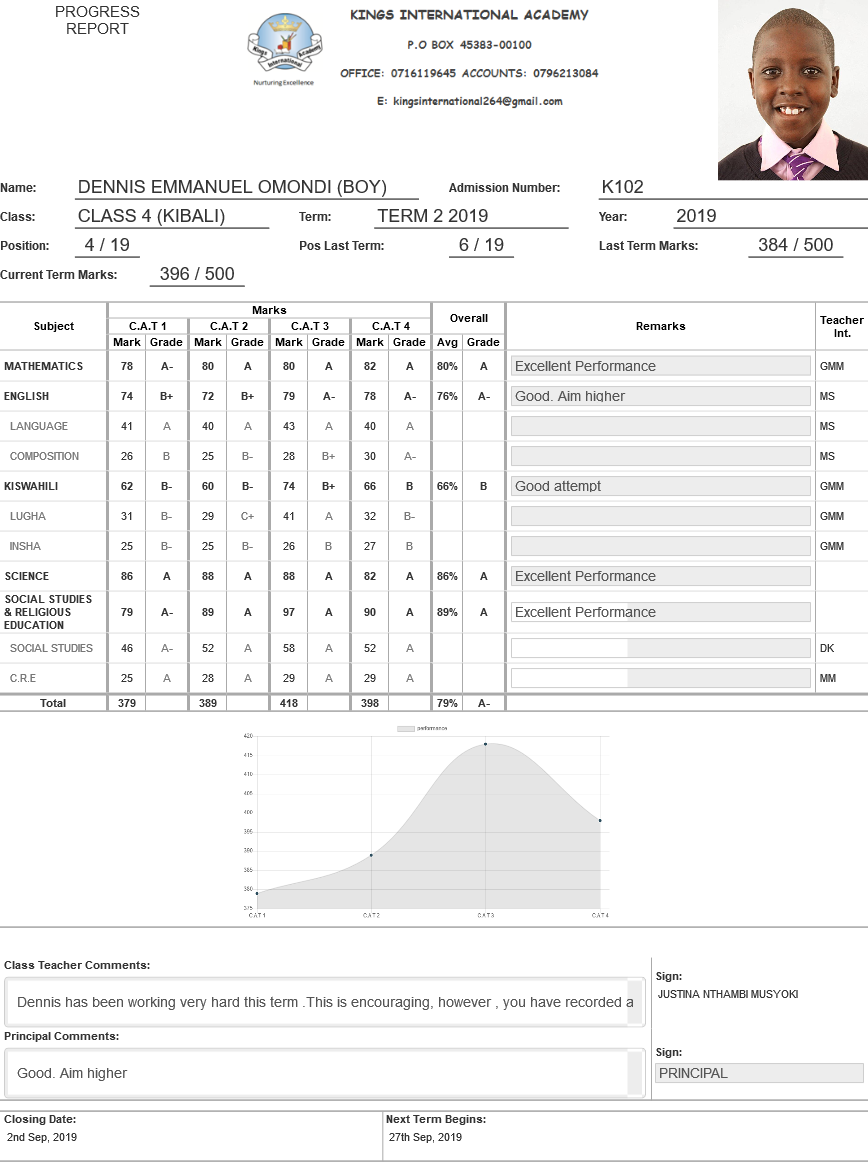 PROGRESS
REPORT
Kings International Academy
Nurturing Excellence
KINGS INTERNATIONAL ACADEMY
P.O BOX 45383-00100
OFFICE: 0716119645 ACCOUNTS: 0796213084
E: kingsinternational264@gmail.com
Name: DENNIS EMMANUEL OMONDI (BOY) Admission Number: K102
Class: CLASS 4 (KIBALI) Term: TERM 2 2019 Year: 2019
Position: 4 / 19 Pos Last Term: 6 / 19 Last Term Marks: 384 / 500
Current Term Marks: 396 / 500
Subject Marks Overall Remarks Teacher Int.
C.A.T 1 C.A.T 2 C.A.T 3 C.A.T 4
Mark Grade Mark Grade Mark Grade Mark Grade Avg Grade
MATHEMATICS 78 A- 80 A 80 A 82 A 80% A Excellent Performance GMM
ENGLISH 74 B+ 72 B+ 79 A- 78 A- 76% A- Good. Aim higher MS
LANGUAGE 41 A 40 A 43 A 40 A MS
COMPOSITION 26 B 25 B- 28 B+ 30 A- MS
KISWAHILI 62 B- 60 B- 74 B+ 66 B 66% B Good attempt GMM
LUGHA 31 B- 29 C+ 41 A 32 B- GMM
INSHA 25 B- 25 B- 26 B 27 B GMM
SCIENCE 86 A 88 A 88 A 82 A 86% A Excellent Performance
SOCIAL STUDIES
& RELIGIOUS 79 A- 89 A 97 A 90 A 89% A Excellent Performance
EDUCATION
SOCIAL STUDIES 46 A- 52 A 58 A 52 A DK
C.R.E 25 A 28 A 29 A 29 A MM
Total 379 389 418 398 79% A-
performance
420
415
410
405
400
395
390
385
380
375
C.A.T 1 C.A.T 2 C.A.T 3 C.A.T 4
Class Teacher Comments:
Sign:
Dennis has been working very hard this term .This is encouraging, however , you have recorded a
JUSTINA NTHAMBI MUSYOKI
Principal Comments:
Sign:
Good. Aim higher
PRINCIPAL
Closing Date: Next Term Begins:
2nd Sep, 2019 27th Sep, 2019